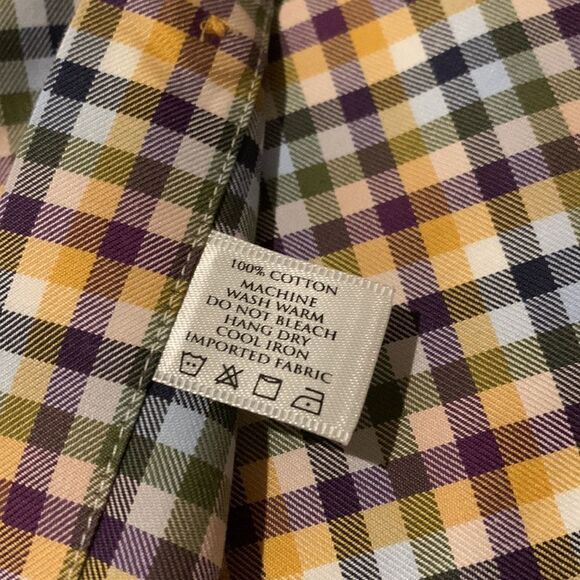 100% COTTON
MACHINE
WASH WARM
DO NOT BLEACH
HANG DRY
COOL IRON
IMPORTED FABRIC